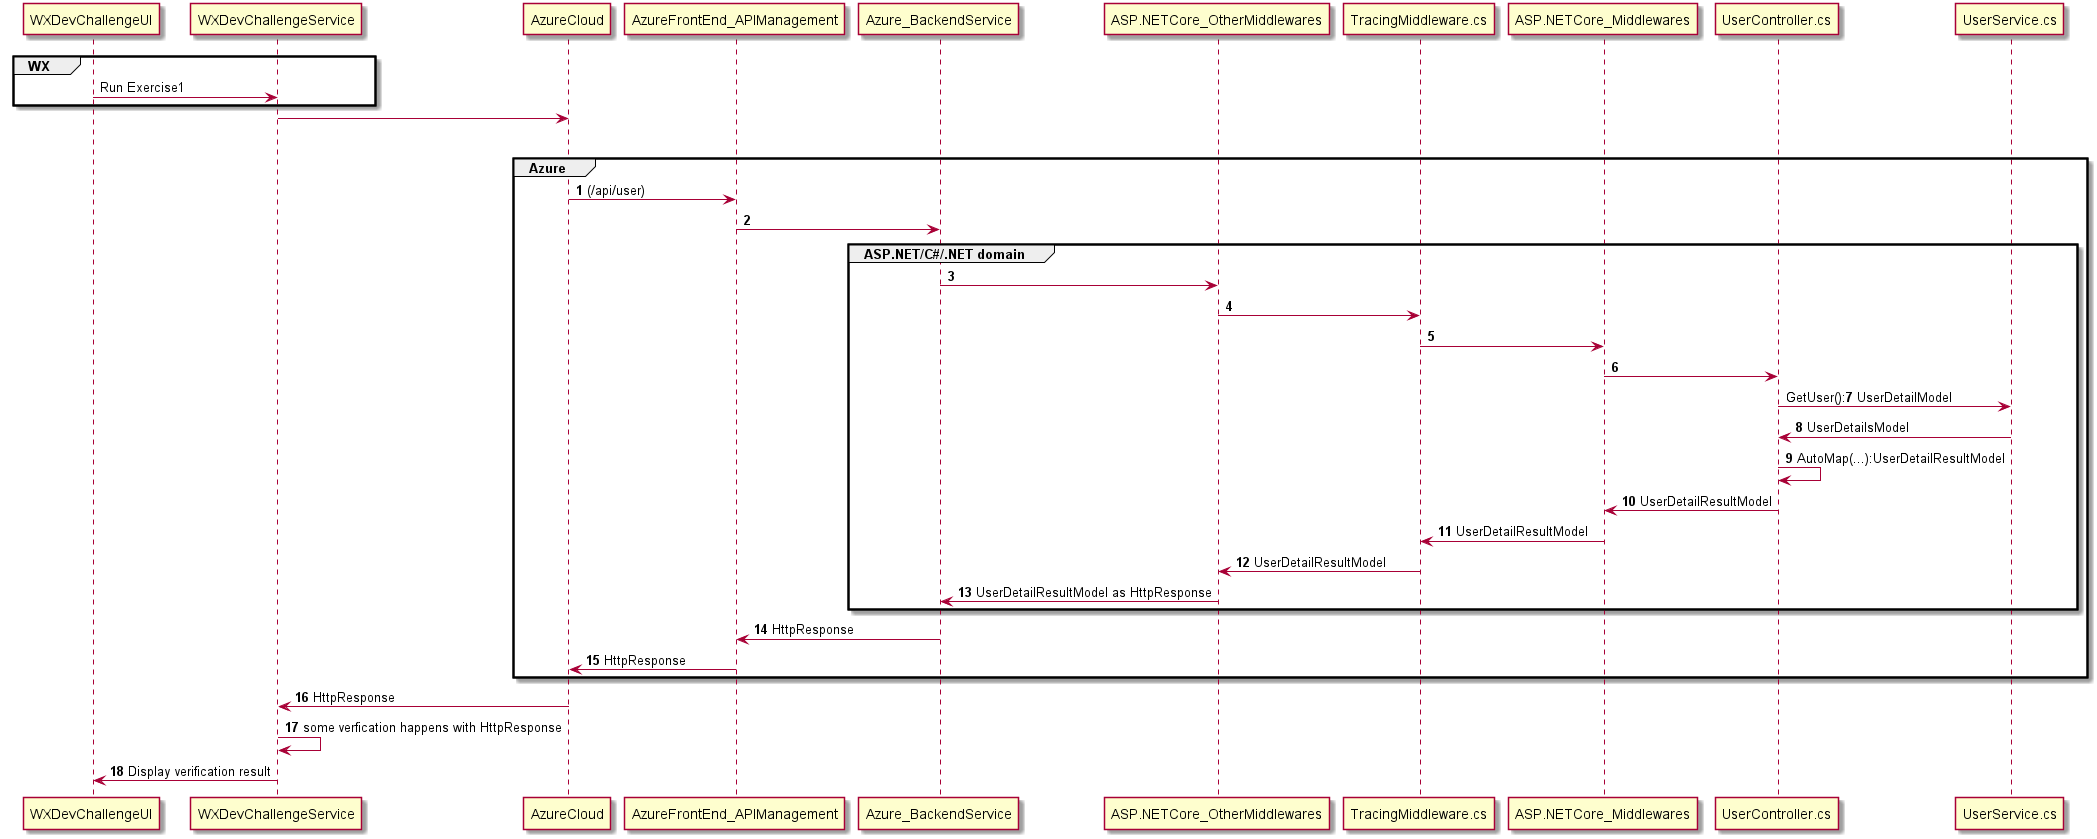 WXDevChallengeUI WXDevChallengeService AzureCloud AzureFrontEnd_APIManagement Azure_BackendService ASP.NETCore_OtherMiddlewares TracingMiddleware.cs ASP.NETCore_Middlewares UserController.cs UserService.cs
WX
Run Exercise1
Azure
1 (/api/user)
2
ASP.NET/C#/.NET domain
3
4
5
6
GetUser():7 UserDetailModel
8 UserDetailsModel
9 AutoMap(...):UserDetailResultModel
10 UserDetailResultModel
11 UserDetailResultModel
12 UserDetailResultModel
13 UserDetailResultModel as HttpResponse
14 HttpResponse
15 HttpResponse
16 HttpResponse
17 some verfication happens with HttpResponse
18 Display verification result
WXDevChallengeUI WXDevChallengeService AzureCloud AzureFrontEnd_APIManagement Azure_BackendService ASP.NETCore_OtherMiddlewares TracingMiddleware.cs ASP.NETCore_Middlewares UserController.cs UserService.cs